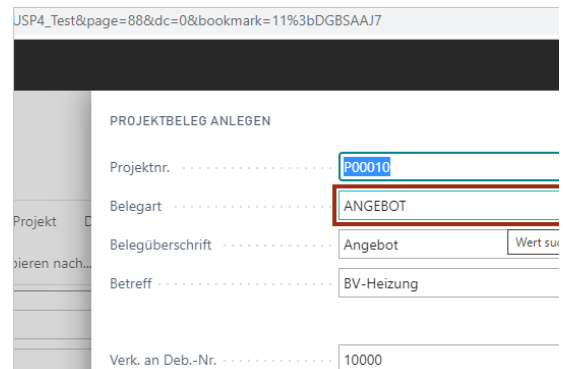 USP4_Test&page=88&dc=0&bookmark=11%3bDGBSAAJ7
PROJEKTBELEG ANLEGEN
Projektnr. P00010
Projekt
Belegart ANGEBOT
Belegüberschrift Angebot Wert suc
pieren nach...
Betreff BV-Heizung
Verk. an Deb.-Nr. 10000